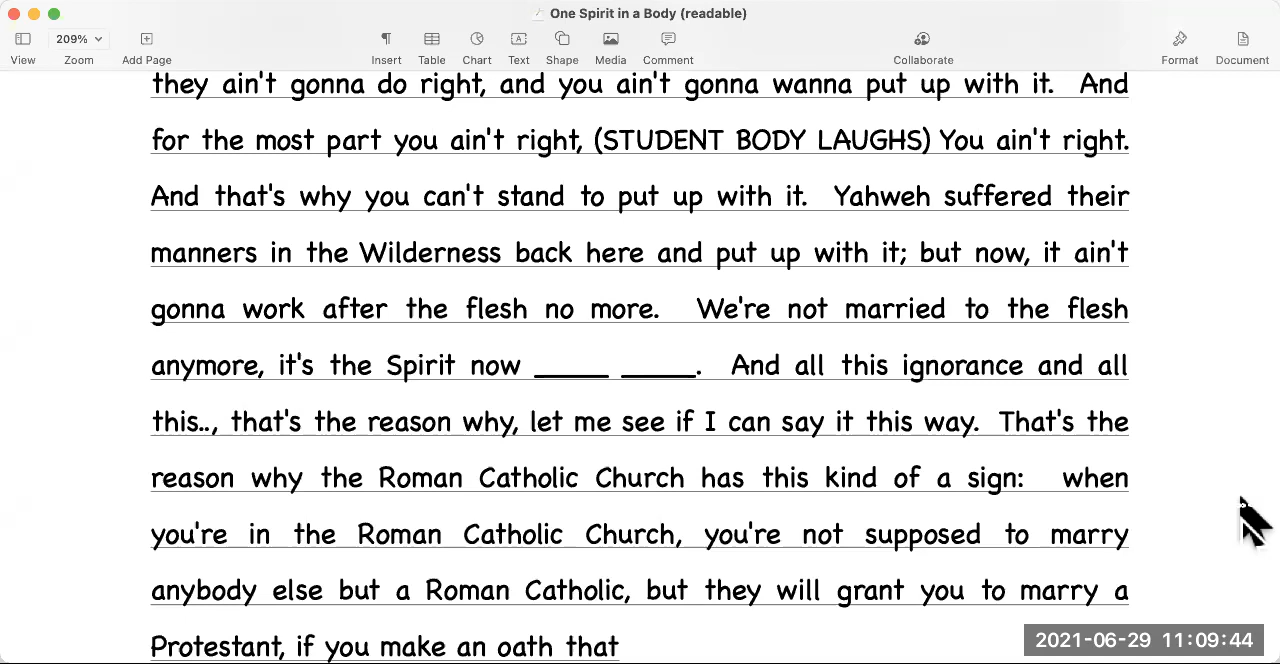 One Spirit in a Body (readable)
209%
View Zoom Add Page Insert Table Chart Text Shape Media Comment Collaborate Format Document
they ain't gonna do right, and you ain't gonna wanna put up with it. And
for the most part you ain't right, (STUDENT BODY LAUGHS) You ain't right.
And that's why you can't stand to put up with it. Yahweh suffered their
manners in the Wilderness back here and put up with it; but now, it ain't
gonna work after the flesh no more. We're not married to the flesh
anymore, it's the Spirit now _____ _____. And all this ignorance and all
this.., that's the reason why, let me see if I can say it this way. That's the
reason why the Roman Catholic Church has this kind of a sign: when
you're in the Roman Catholic Church, you're not supposed to marry
anybody else but a Roman Catholic, but they will grant you to marry a
Protestant, if you make an oath that
2021-06-29 11:09:44